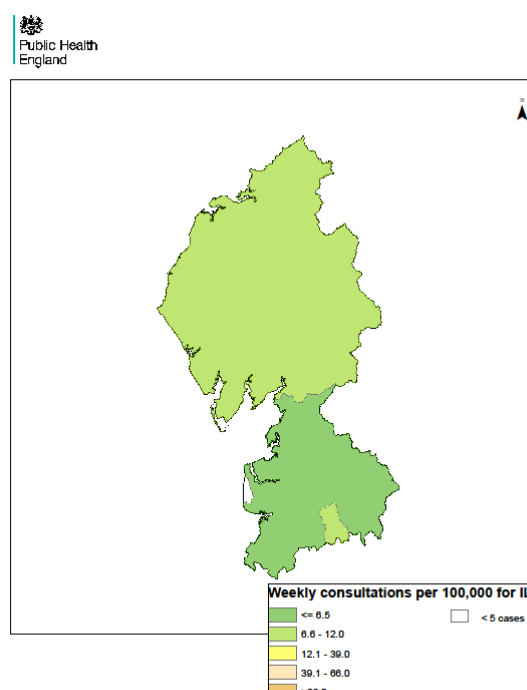 Public Health
England
N
Weekly consultations per 100,000 for IL
<= 6.5
< 5 cases
6.6 - 12.0
12.1 - 39.0
39.1 - 66.0